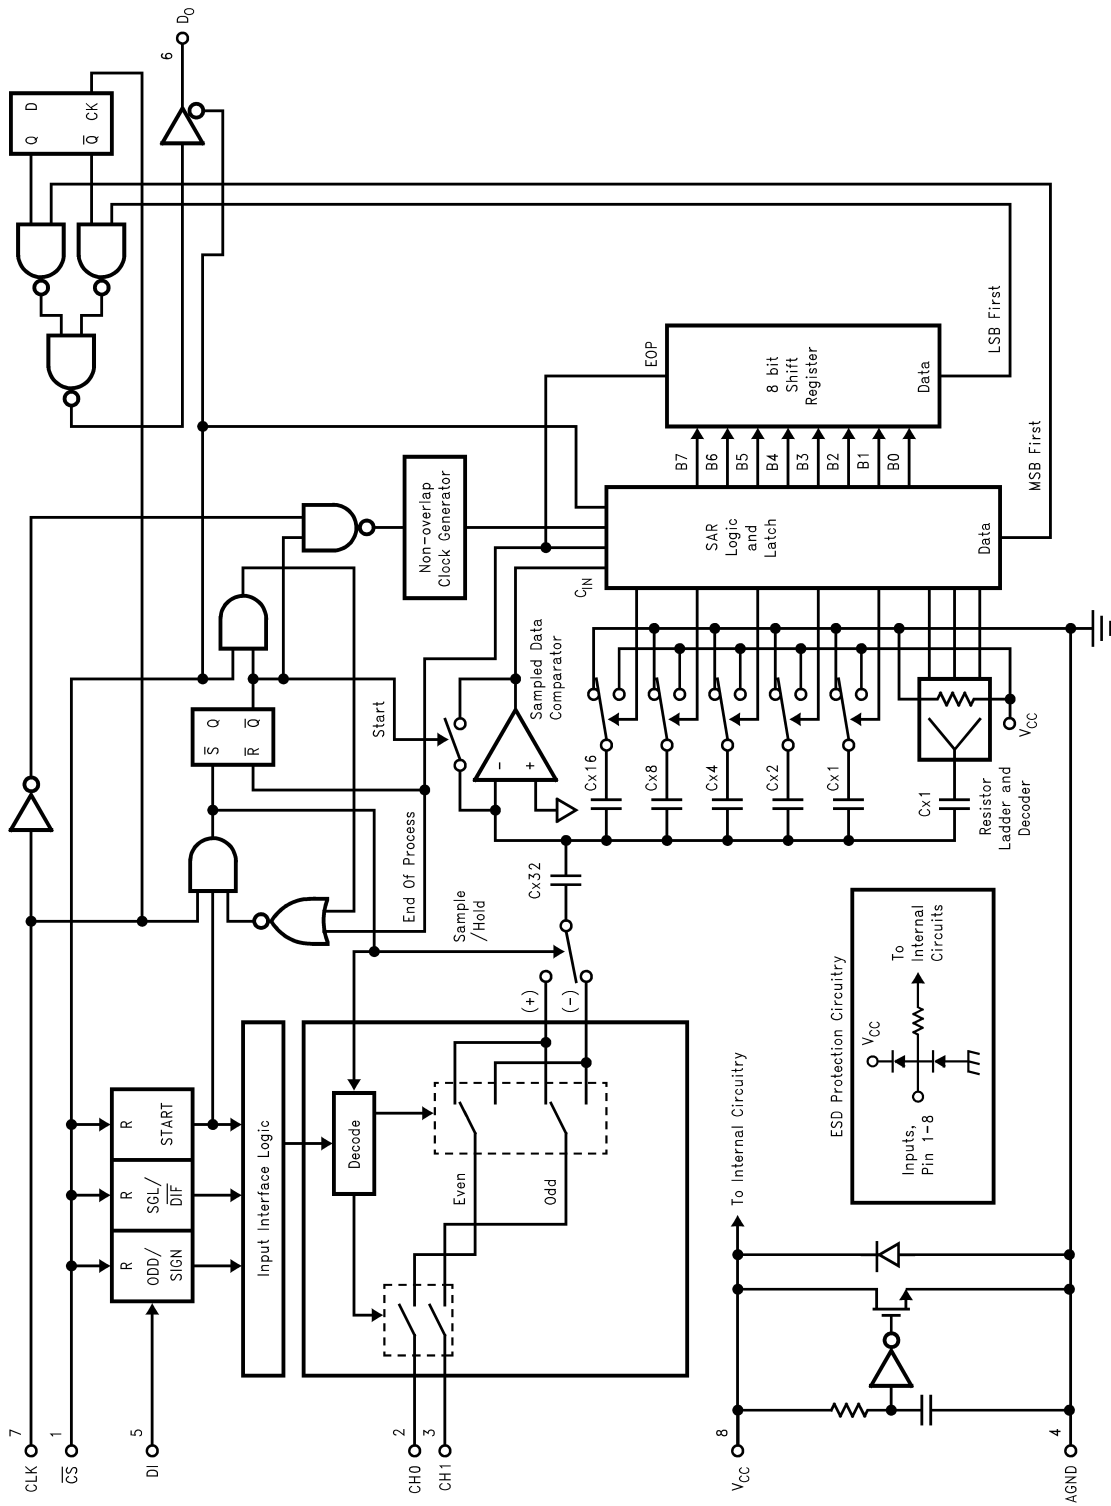 CLK
7
CS
1
DI
5
CH0
2
CH1
3
VCC
8
AGND
4
R
R
R
ODD/
SIGN
SGL/
DIF
START
Input Interface Logic
Decode
Even
Odd
(+)
(−)
Sample
/Hold
End Of Process
Start
S Q
R Q
Q D
Q CK
6
DO
Non-overlap
Clock Generator
Sampled Data
Comparator
−
+
CIN
SAR
Logic
and
Latch
Data
B7
B6
B5
B4
B3
B2
B1
B0
EOP
8 bit
Shift
Register
Data
LSB First
MSB First
Cx32
Cx16
Cx8
Cx4
Cx2
Cx1
Cx1
VCC
Resistor
Ladder and
Decoder
To Internal Circuitry
ESD Protection Circuitry
VCC
Inputs,
Pin 1-8
To
Internal
Circuits